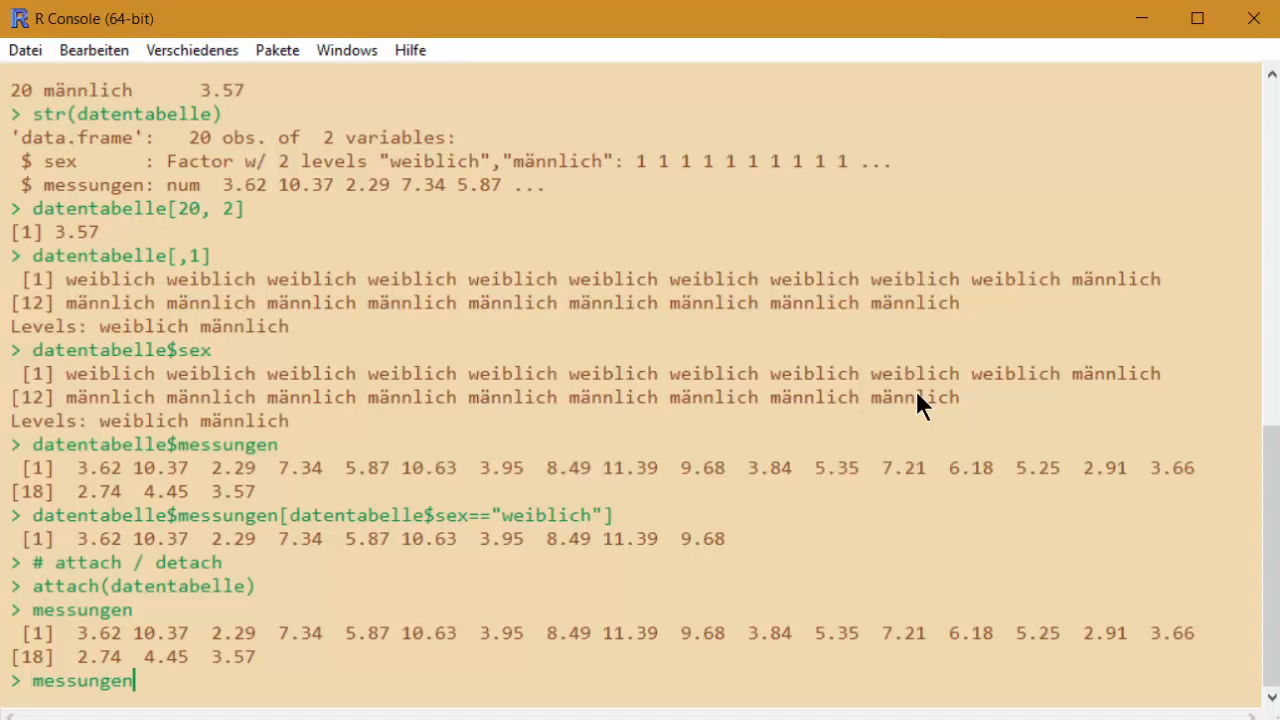 R Console (64-bit)
Datei Bearbeiten Verschiedenes Pakete Windows Hilfe
20 männlich      3.57
> str(datentabelle)
'data.frame':   20 obs. of  2 variables:
 $ sex      : Factor w/ 2 levels "weiblich","männlich": 1 1 1 1 1 1 1 1 1 1 ...
 $ messungen: num  3.62 10.37 2.29 7.34 5.87 ...
> datentabelle[20, 2]
[1] 3.57
> datentabelle[,1]
 [1] weiblich weiblich weiblich weiblich weiblich weiblich weiblich weiblich weiblich weiblich männlich
[12] männlich männlich männlich männlich männlich männlich männlich männlich männlich
Levels: weiblich männlich
> datentabelle$sex
 [1] weiblich weiblich weiblich weiblich weiblich weiblich weiblich weiblich weiblich weiblich männlich
[12] männlich männlich männlich männlich männlich männlich männlich männlich männlich
Levels: weiblich männlich
> datentabelle$messungen
 [1]  3.62 10.37  2.29  7.34  5.87 10.63  3.95  8.49 11.39  9.68  3.84  5.35  7.21  6.18  5.25  2.91  3.66
[18]  2.74  4.45  3.57
> datentabelle$messungen[datentabelle$sex=="weiblich"]
 [1]  3.62 10.37  2.29  7.34  5.87 10.63  3.95  8.49 11.39  9.68
> # attach / detach
> attach(datentabelle)
> messungen
 [1]  3.62 10.37  2.29  7.34  5.87 10.63  3.95  8.49 11.39  9.68  3.84  5.35  7.21  6.18  5.25  2.91  3.66
[18]  2.74  4.45  3.57
> messungen